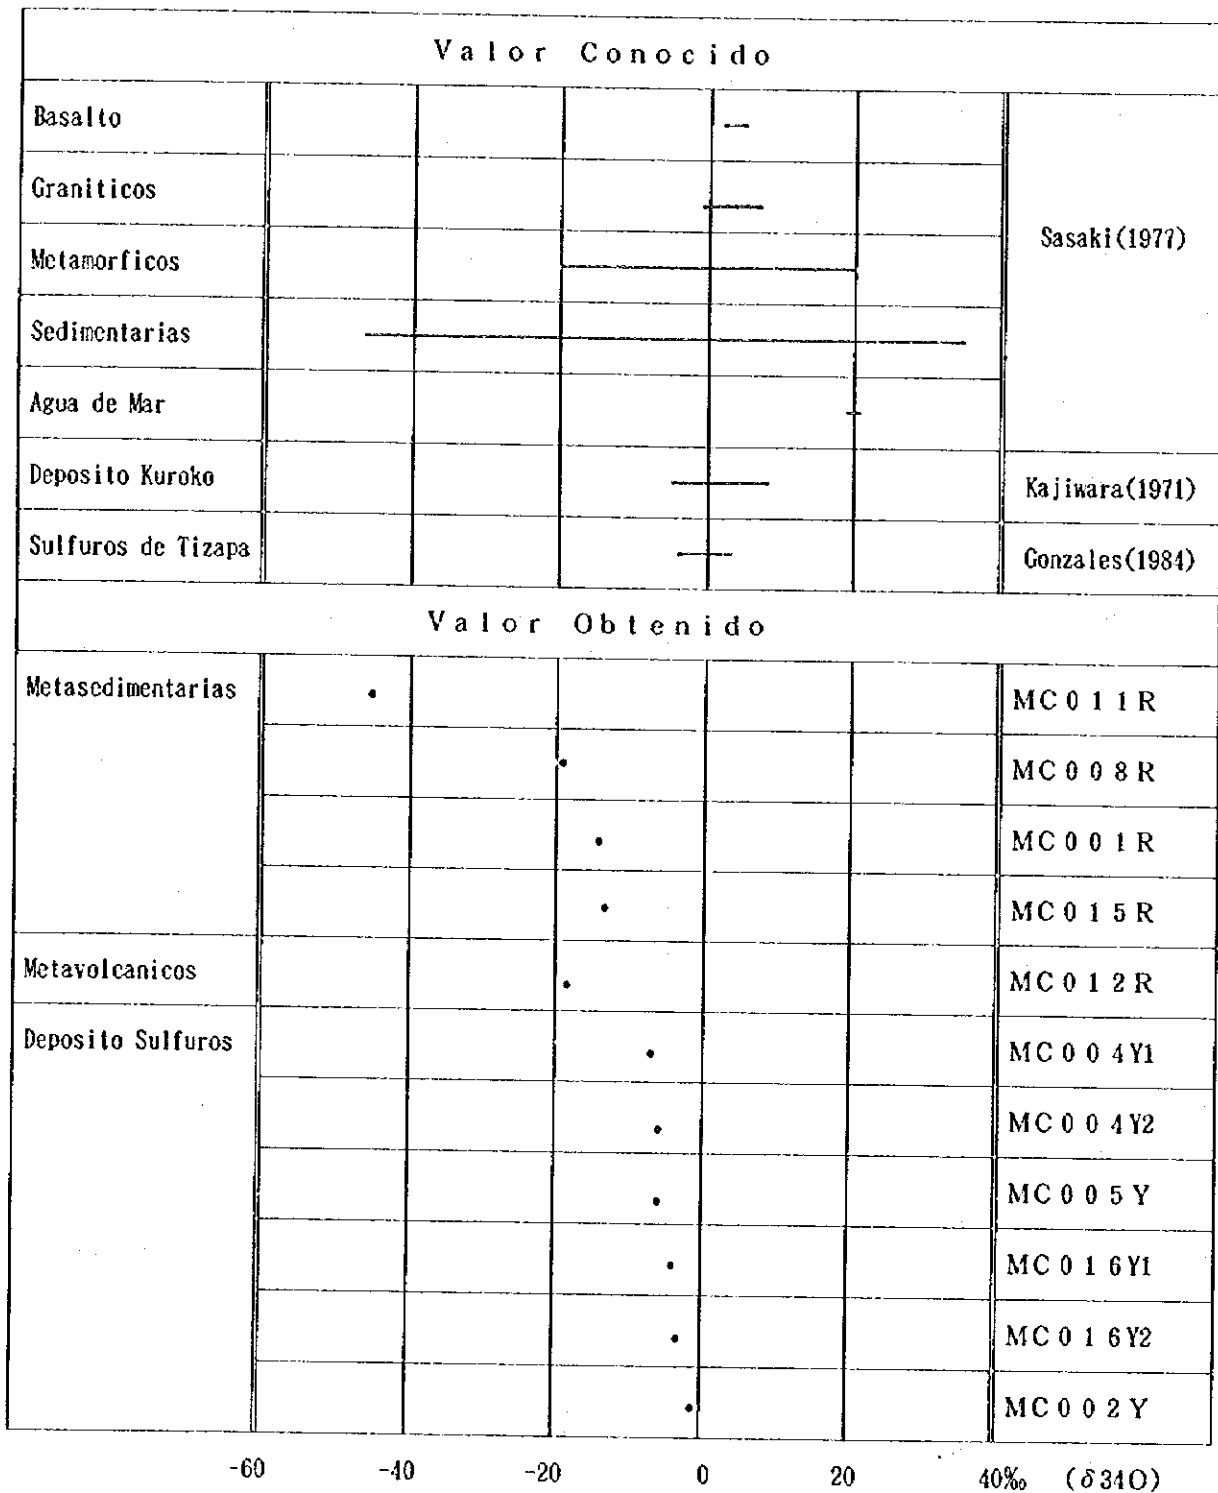 Valor Conocido
Basalto
Graniticos
Metamorficos
Sedimentarias
Agua de Mar
Sasaki(1977)
Deposito Kuroko
Kajiwara(1971)
Sulfuros de Tizapa
Gonzales(1984)
Valor Obtenido
Metasedimentarias
MC011R
MC008R
MC001R
MC015R
Metavolcanicos
MC012R
Deposito Sulfuros
MC004Y1
MC004Y2
MC005Y
MC016Y1
MC016Y2
MC002Y
-60 -40 -20 0 20 40‰ (δ34O)